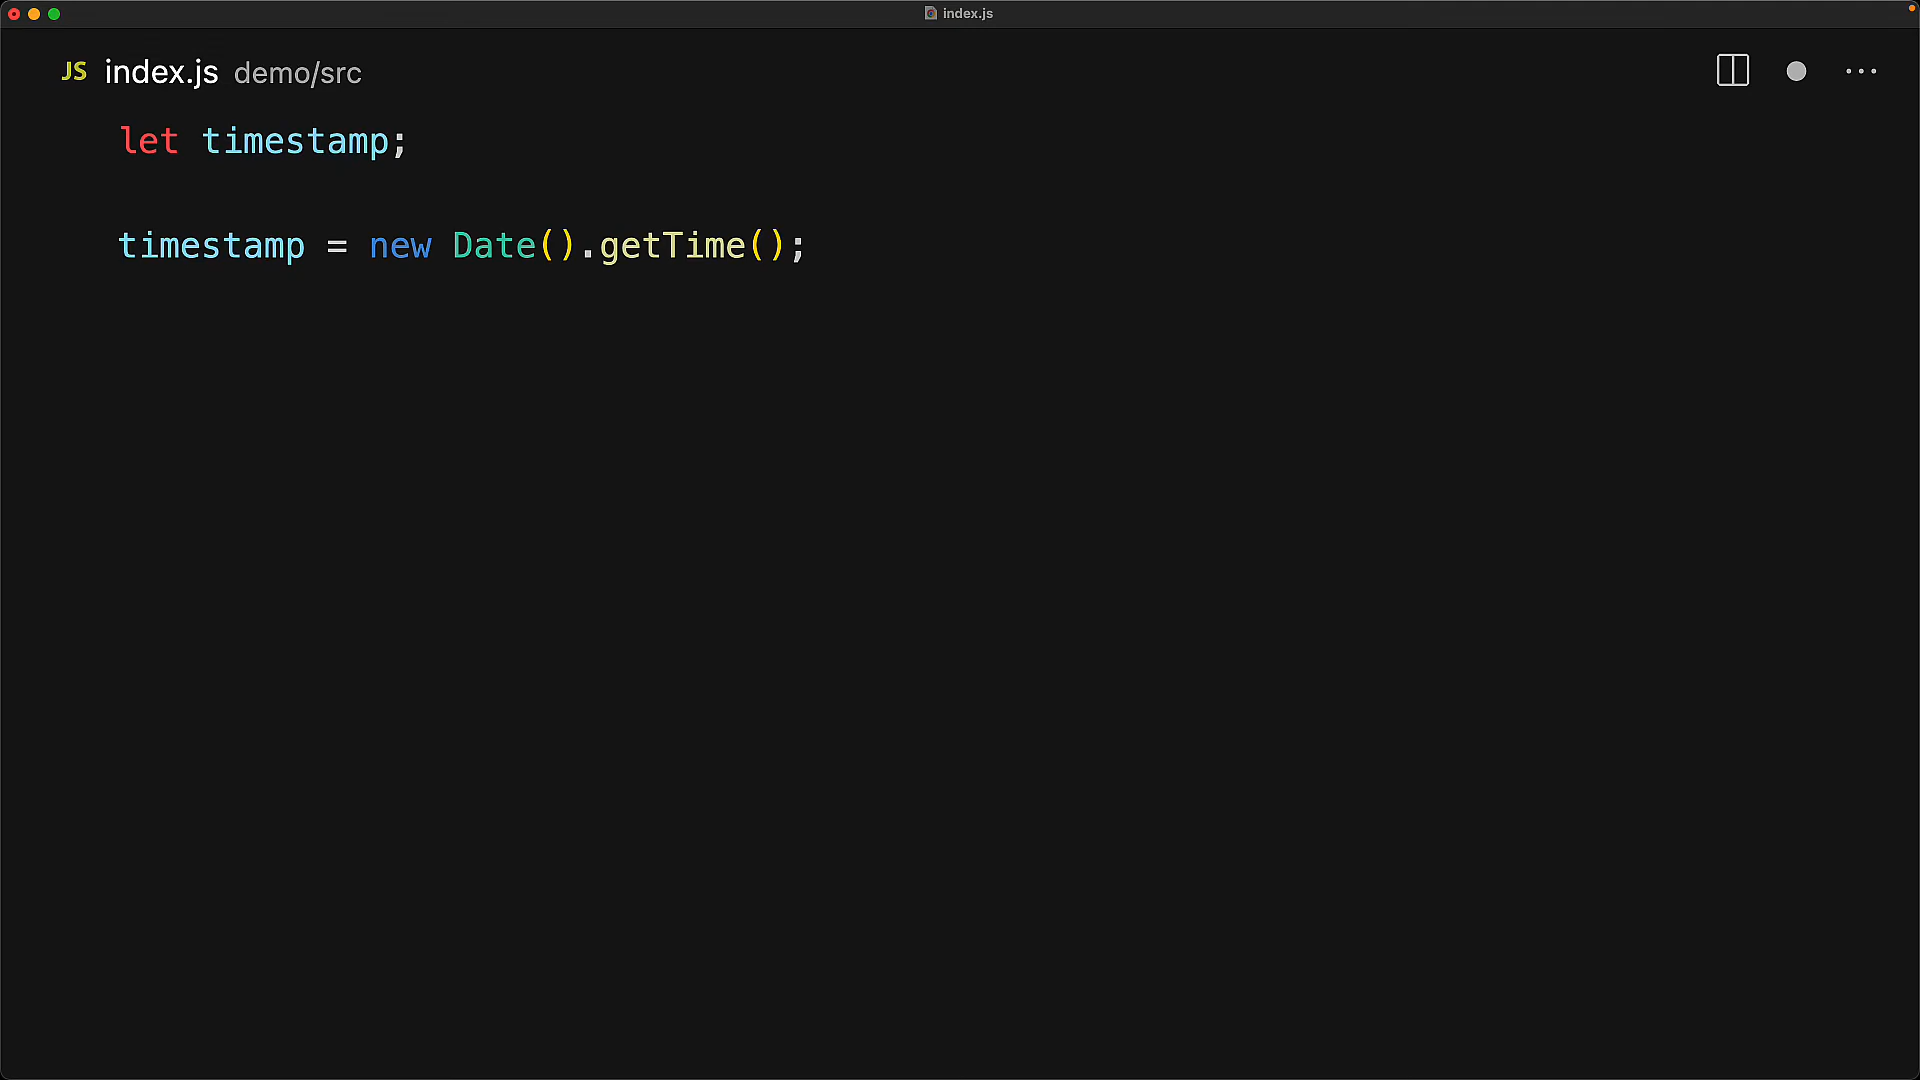 index.js
JS index.js demo/src
let timestamp;
timestamp = new Date().getTime();